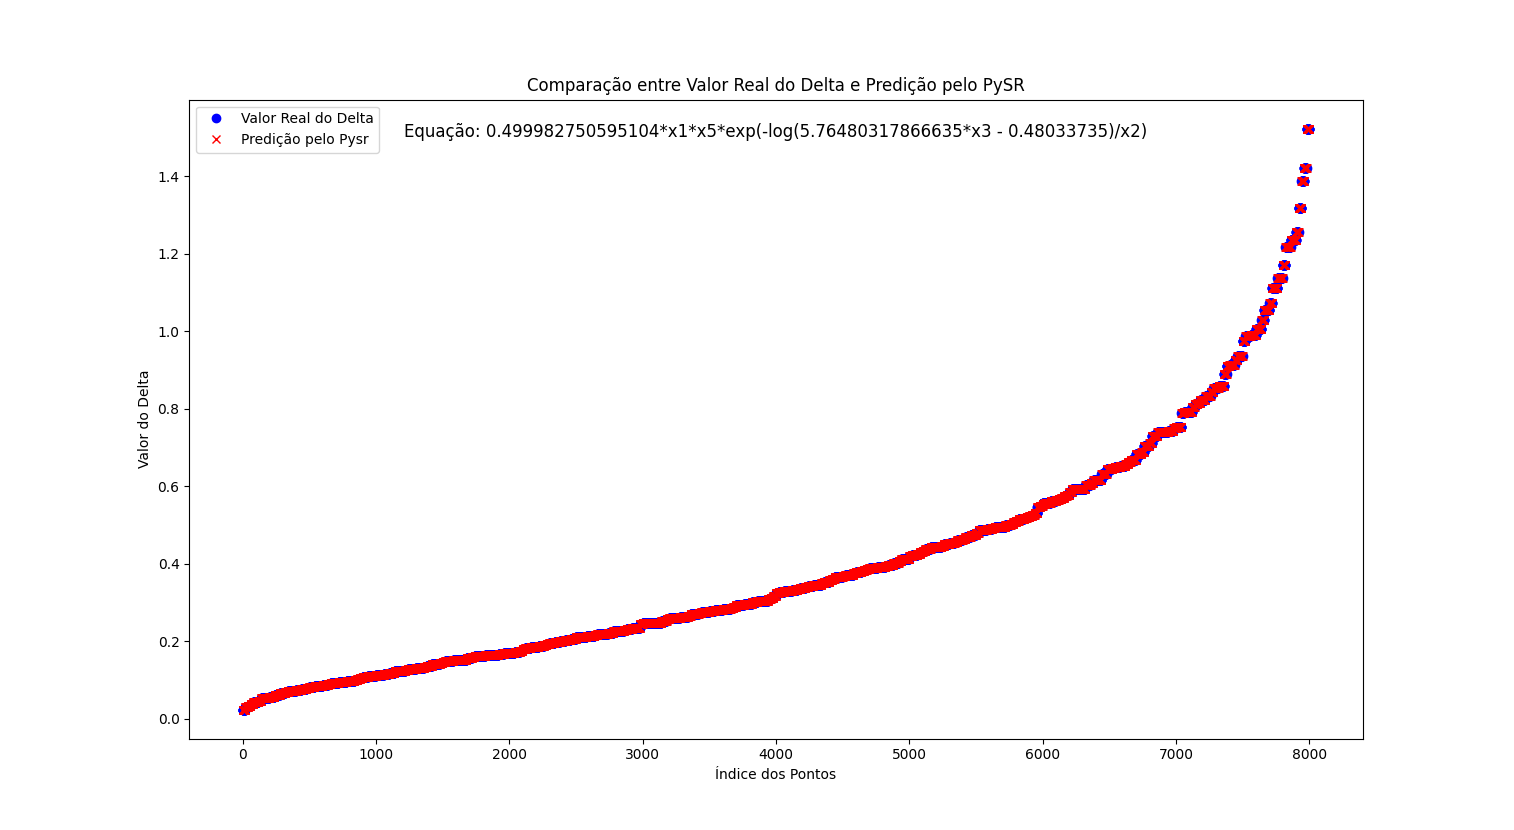 Comparação entre Valor Real do Delta e Predição pelo PySR
Valor Real do Delta
Predição pelo Pysr
Equação: 0.499982750595104*x1*x5*exp(-log(5.76480317866635*x3 - 0.48033735)/x2)
Valor do Delta
1.4
1.2
1.0
0.8
0.6
0.4
0.2
0.0
0 1000 2000 3000 4000 5000 6000 7000 8000
Índice dos Pontos